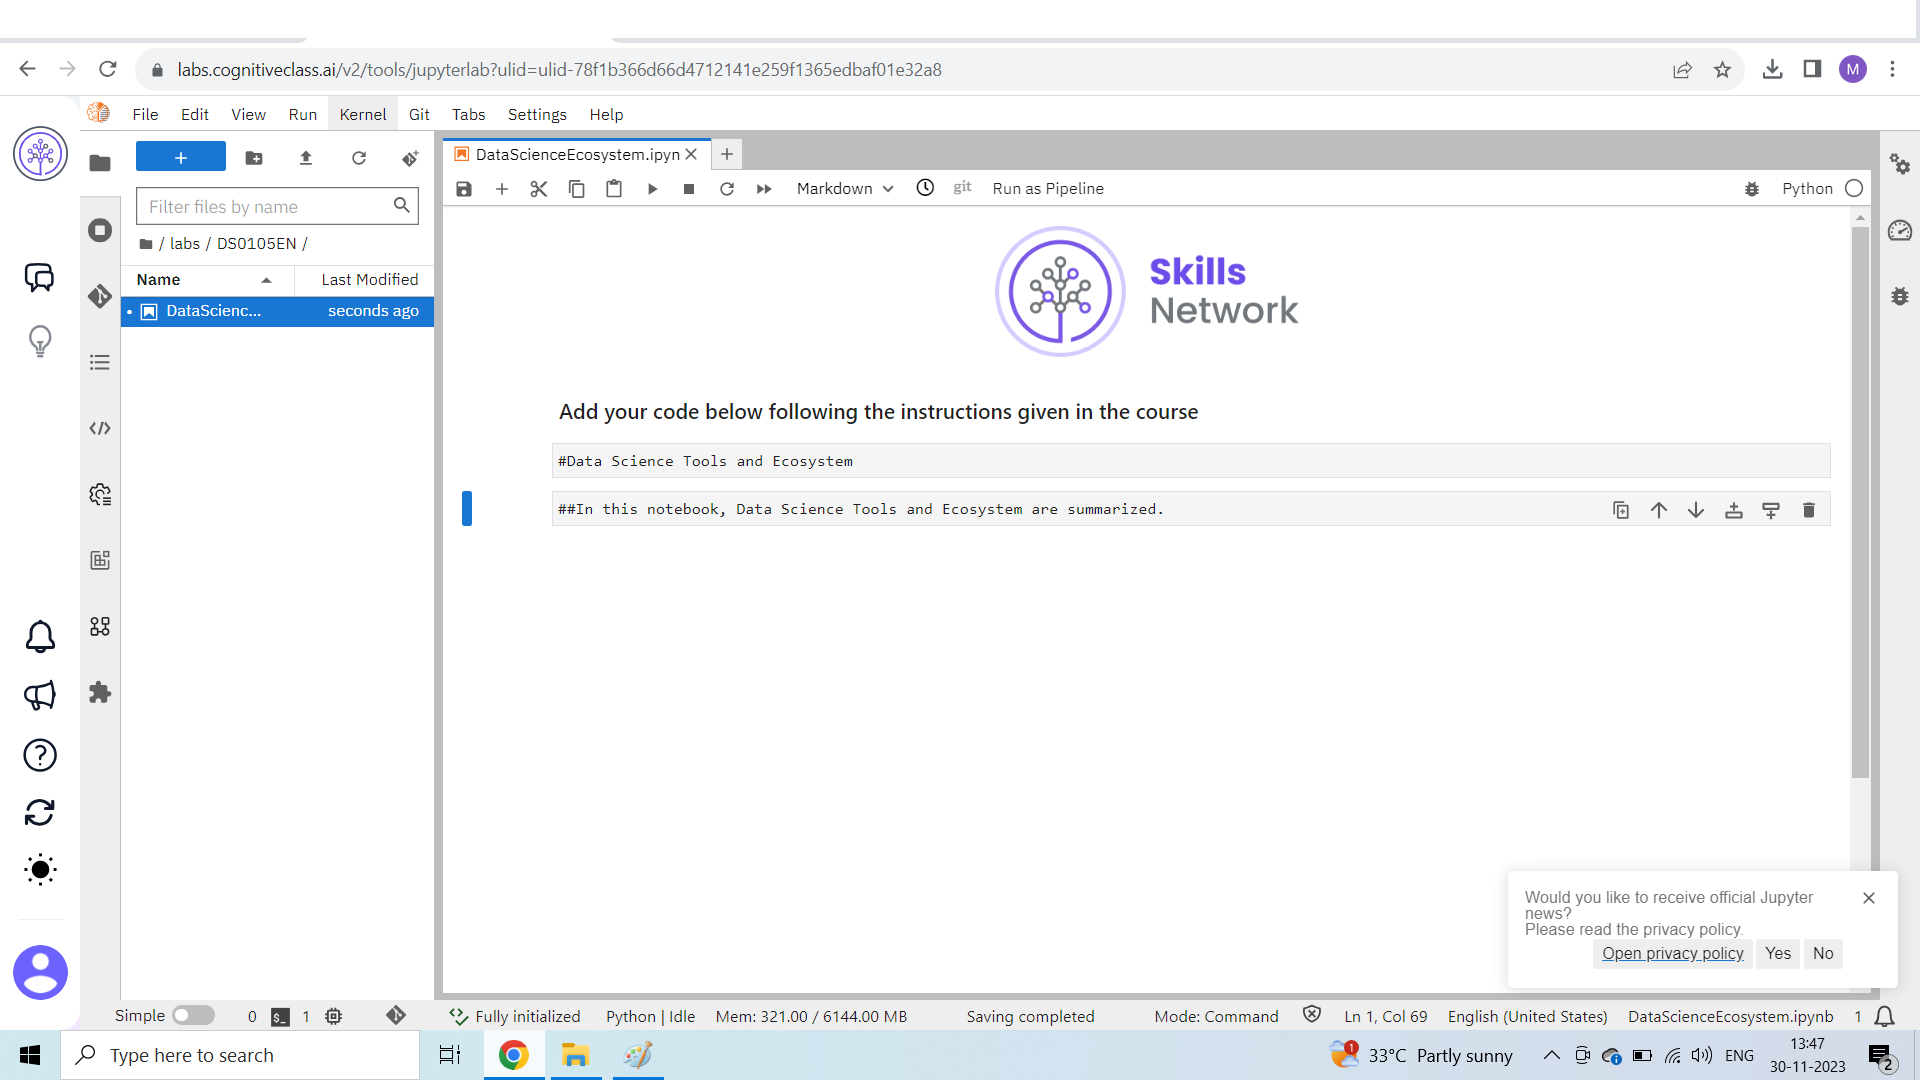 labs.cognitiveclass.ai/v2/tools/jupyterlab?ulid=ulid-78f1b366d66d4712141e259f1365edbaf01e32a8
M
File Edit View Run Kernel Git Tabs Settings Help
+
DataScienceEcosystem.ipyn
Markdown git Run as Pipeline Python
Filter files by name
/ labs / DS0105EN /
Name Last Modified
DataScienc... seconds ago
Skills
Network
Add your code below following the instructions given in the course
#Data Science Tools and Ecosystem
##In this notebook, Data Science Tools and Ecosystem are summarized.
Would you like to receive official Jupyter
news?
Please read the privacy policy.
Open privacy policy Yes No
Simple 0 1 Fully initialized Python | Idle Mem: 321.00 / 6144.00 MB Saving completed Mode: Command Ln 1, Col 69 English (United States) DataScienceEcosystem.ipynb 1
Type here to search
1 33°C Partly sunny ENG
13:47
30-11-2023
2